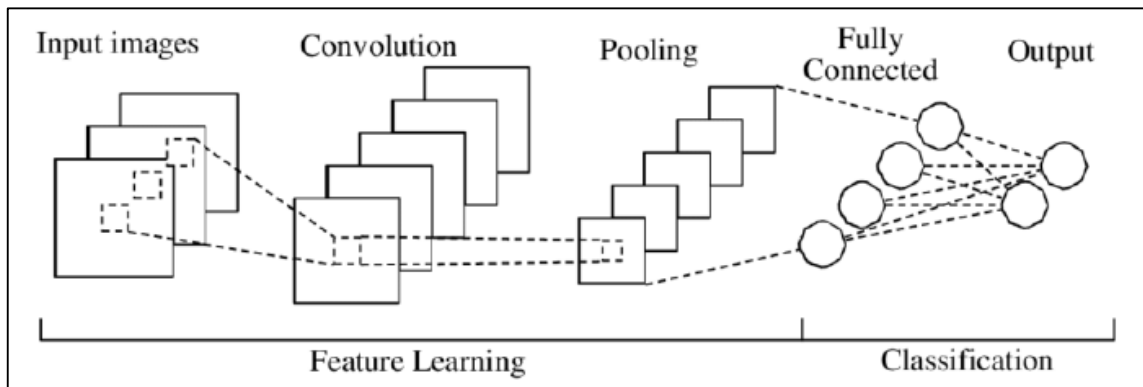 Input images
Convolution
Pooling
Fully
Connected
Output
Feature Learning
Classification